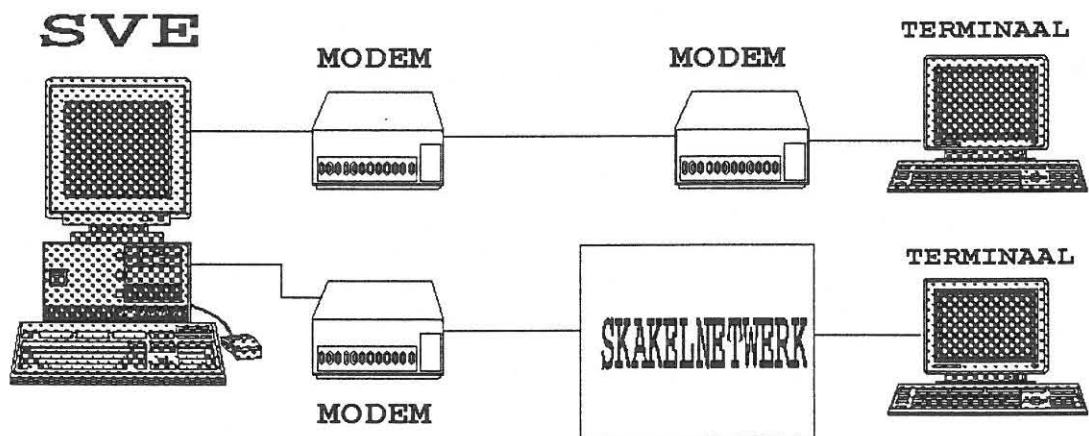 SVE
MODEM
MODEM
TERMINAAL
TERMINAAL
SKAKELNETWERK
MODEM